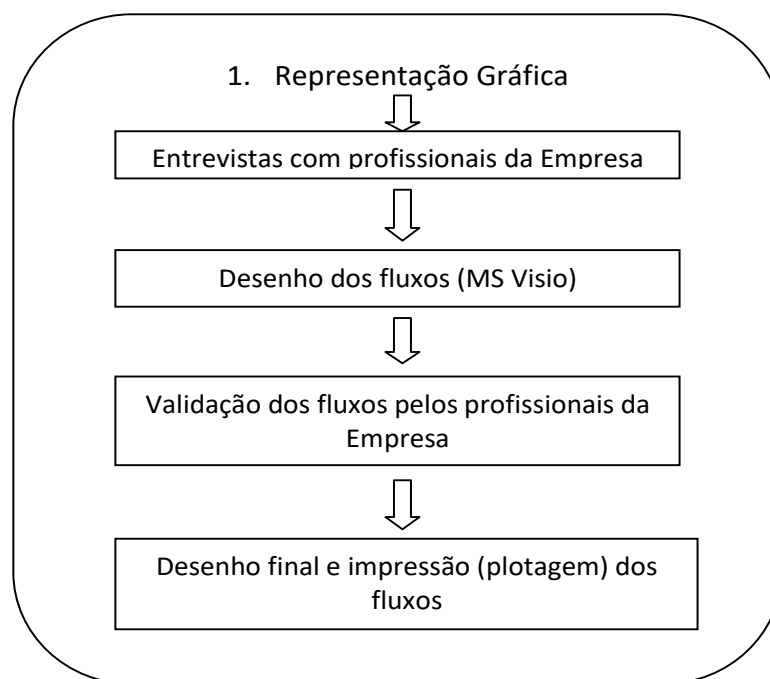 1. Representação Gráfica
Entrevistas com profissionais da Empresa
Desenho dos fluxos (MS Visio)
Validação dos fluxos pelos profissionais da
Empresa
Desenho final e impressão (plotagem) dos
fluxos